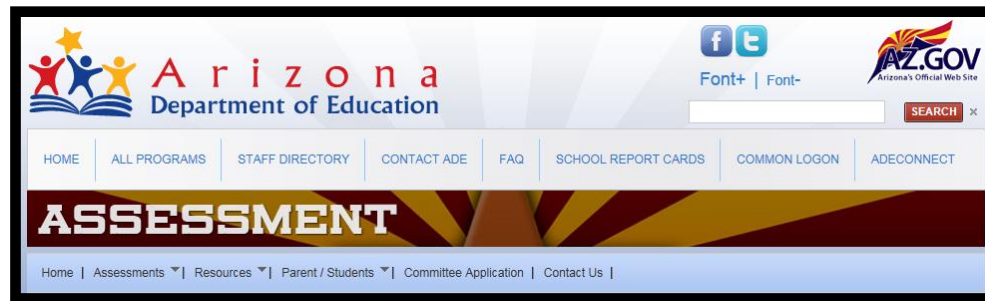 f t
AZ.GOV
Arizona's Official Web Site
Arizona
Department of Education
Font+ | Font-
SEARCH ×
HOME ALL PROGRAMS STAFF DIRECTORY CONTACT ADE FAQ SCHOOL REPORT CARDS COMMON LOGON ADECONNECT
ASSESSMENT
Home | Assessments | Resources | Parent / Students | Committee Application | Contact Us |